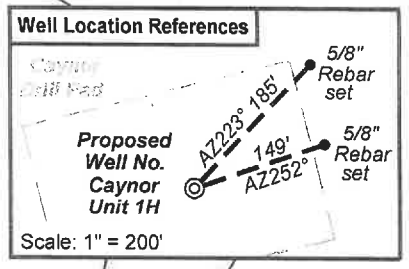 Well Location References
Caynor
Drill Pad
5/8"
Rebar
set
AZ223° 185'
Proposed
Well No.
Caynor
Unit 1H
149'
AZ252°
5/8"
Rebar
set
Scale: 1" = 200'